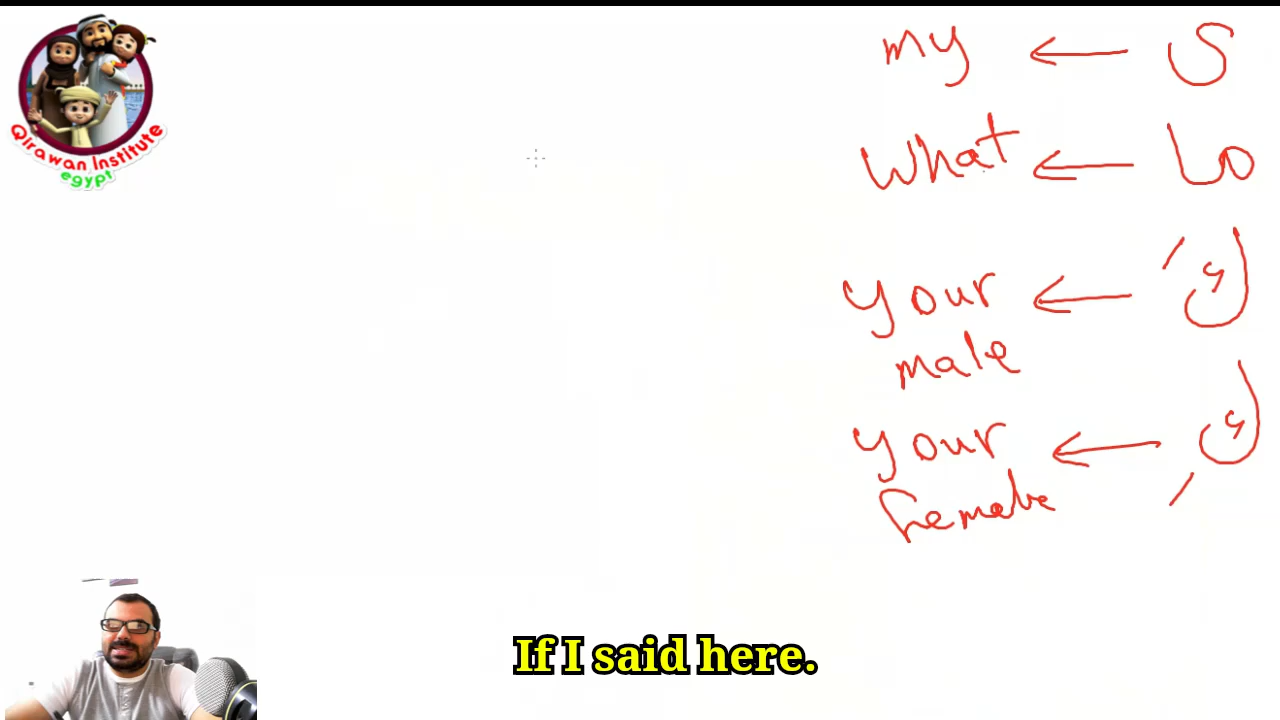 Qirawan Institute
egypt
my ← ي
what ← ما
your ← كَ
male
your ← كِ
female
If I said here.